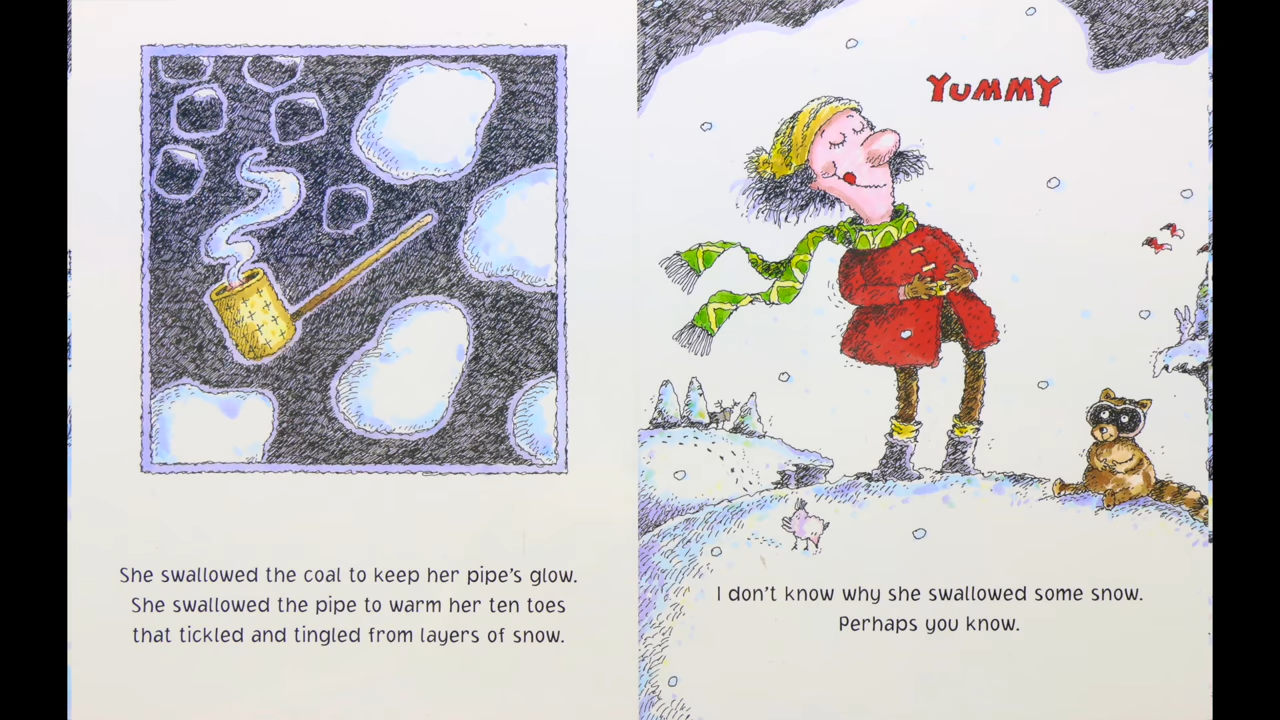 She swallowed the coal to keep her pipe's glow.
She swallowed the pipe to warm her ten toes
that tickled and tingled from layers of snow.
YUMMY
I don't know why she swallowed some snow.
Perhaps you know.